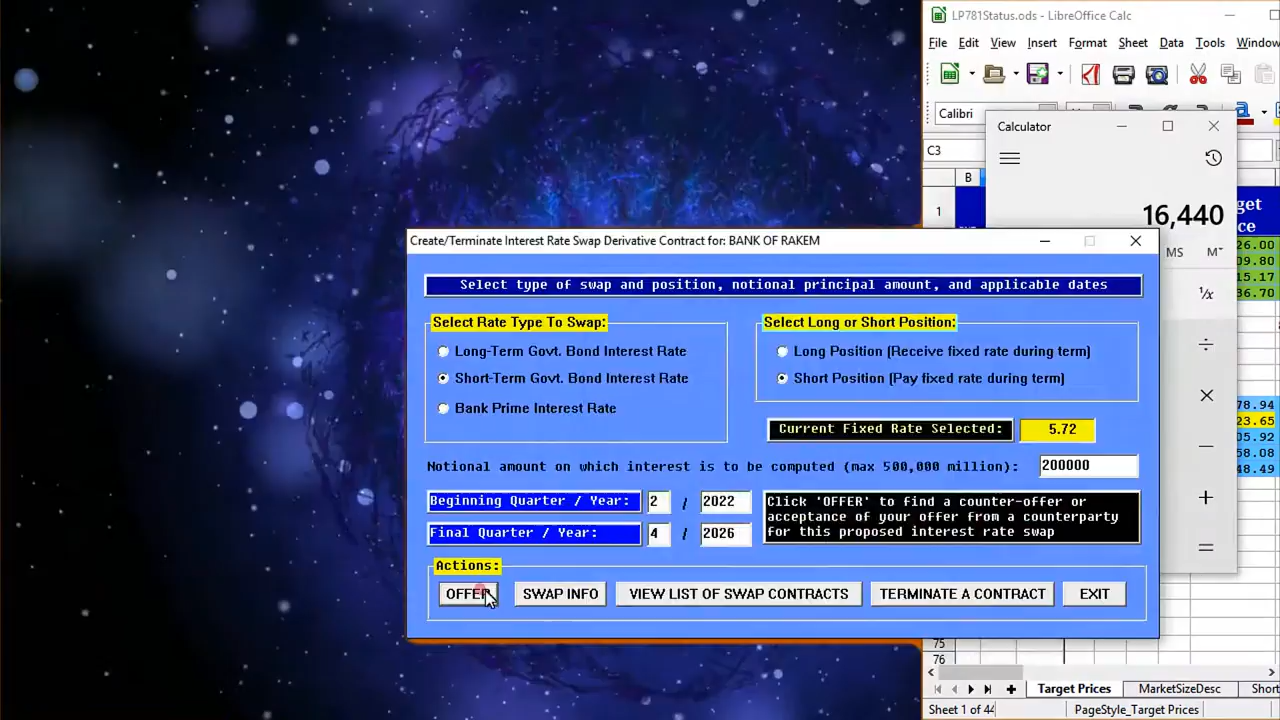 LP781Status.ods - LibreOffice Calc
File Edit View Insert Format Sheet Data Tools Window
Calibri
Calculator
C3
B
16,440
1
get
ce
MS M
26.00
09.80
15.17
36.70
¹/x
÷
×
−
+
=
78.94
23.65
05.92
58.08
48.49
Create/Terminate Interest Rate Swap Derivative Contract for: BANK OF RAKEM
Select type of swap and position, notional principal amount, and applicable dates
Select Rate Type To Swap:
Long-Term Govt. Bond Interest Rate
Short-Term Govt. Bond Interest Rate
Bank Prime Interest Rate
Select Long or Short Position:
Long Position (Receive fixed rate during term)
Short Position (Pay fixed rate during term)
Current Fixed Rate Selected: 5.72
Notional amount on which interest is to be computed (max 500,000 million): 200000
Beginning Quarter / Year: 2 / 2022
Final Quarter / Year: 4 / 2026
Click 'OFFER' to find a counter-offer or
acceptance of your offer from a counterparty
for this proposed interest rate swap
Actions:
OFFER SWAP INFO VIEW LIST OF SWAP CONTRACTS TERMINATE A CONTRACT EXIT
75
76
Target Prices MarketSizeDesc Short
Sheet 1 of 44 PageStyle_Target Prices